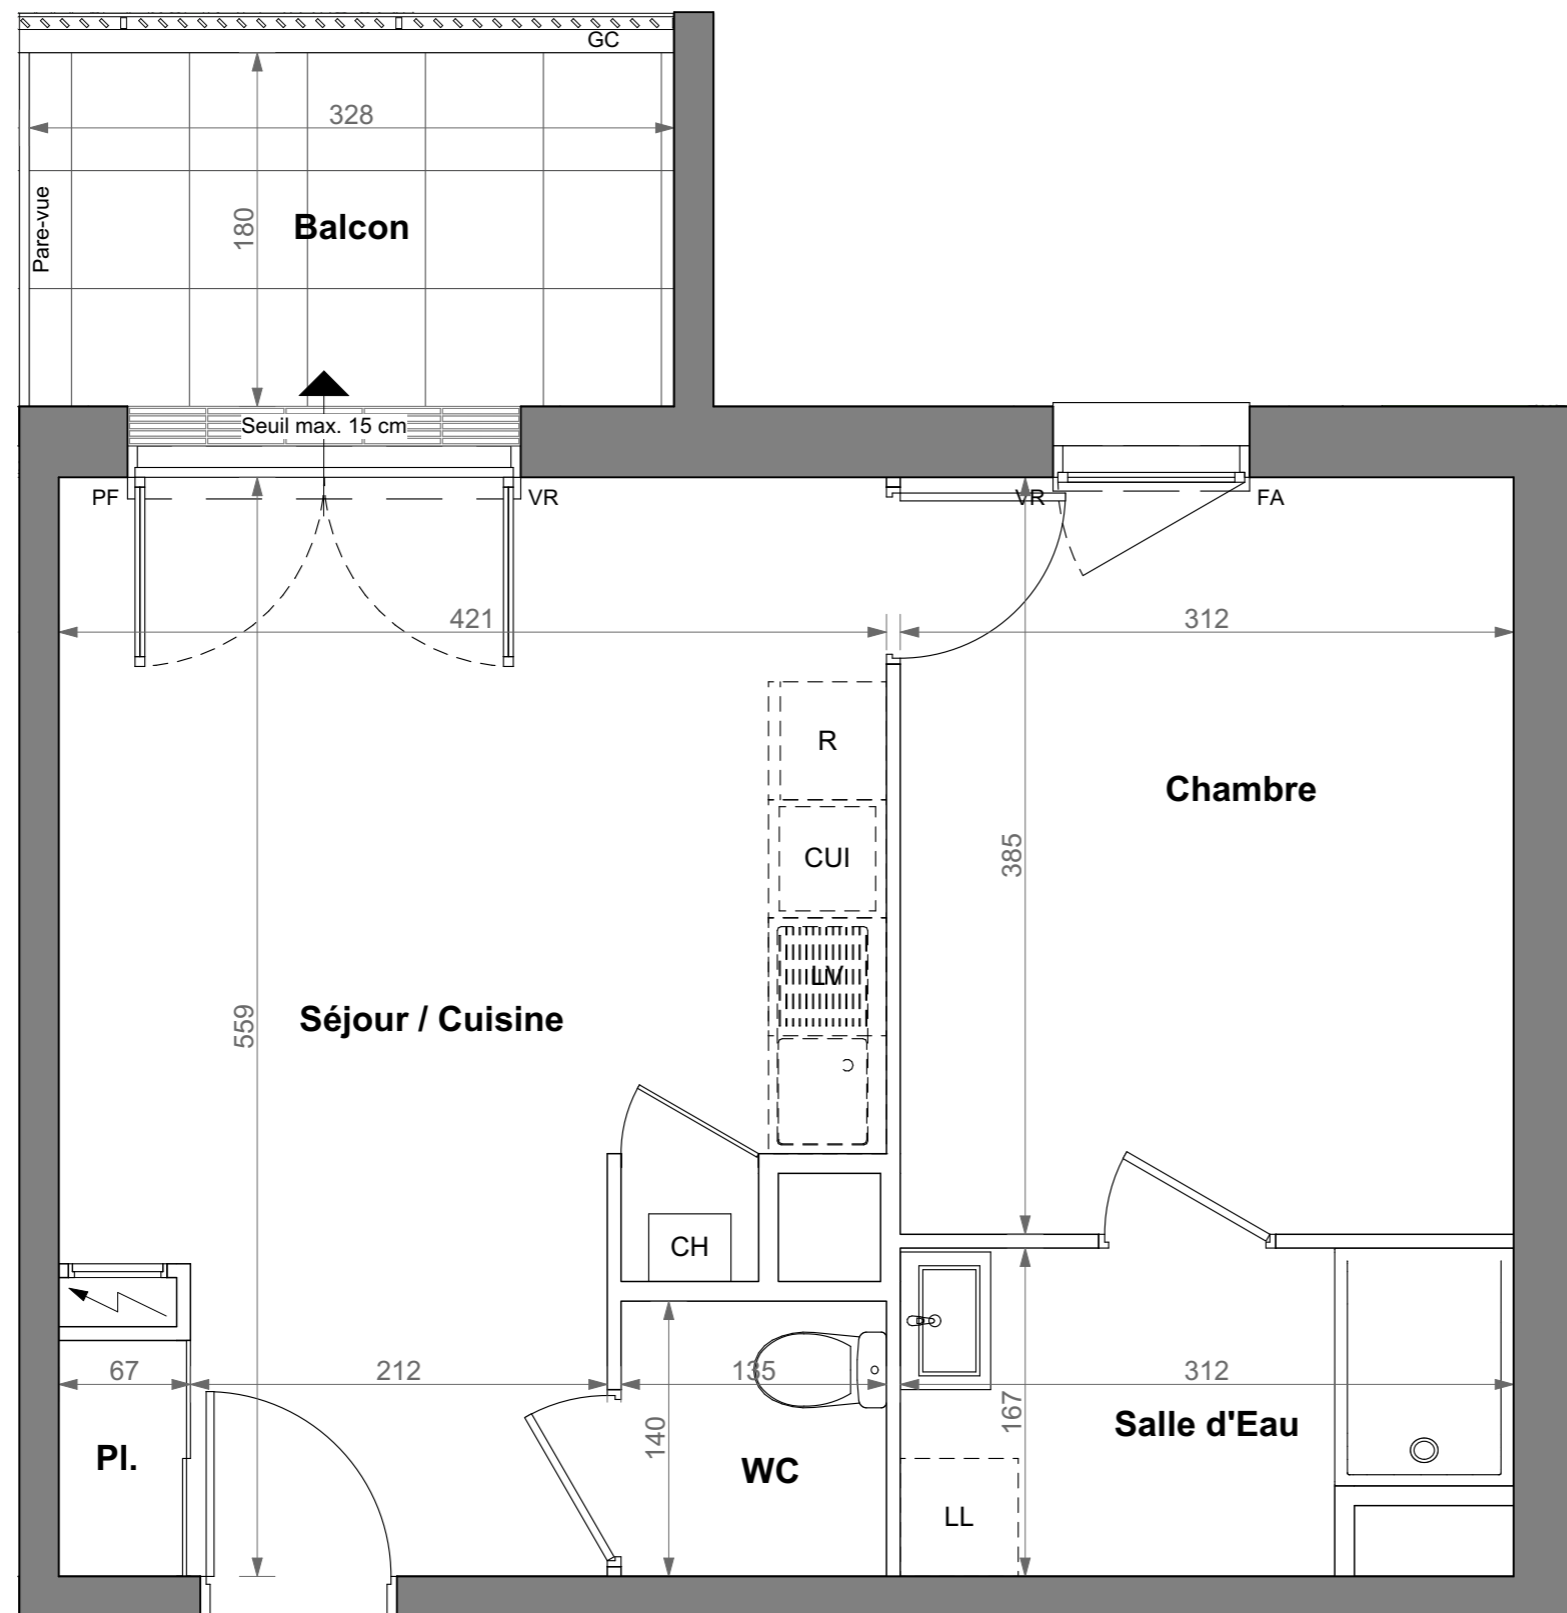 GC
328
Pare-vue
180
Balcon
Seuil max. 15 cm
PF
VR
VR
FA
421
312
R
Chambre
CUI
385
LV
559
Séjour / Cuisine
CH
67
212
135
312
140
167
Salle d'Eau
Pl.
WC
LL